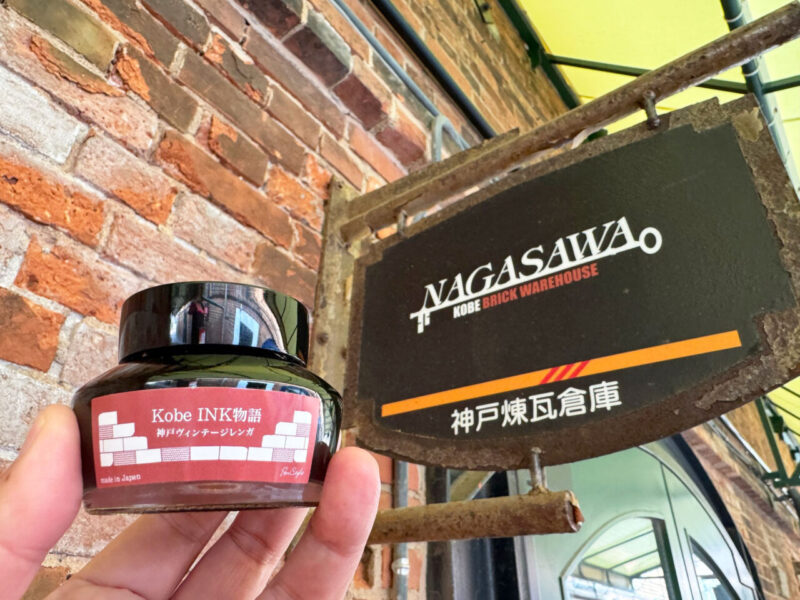 NAGASAWA
KOBE BRICK WAREHOUSE
神戸煉瓦倉庫
Kobe INK物語
神戸ヴィンテージレンガ
made in Japan